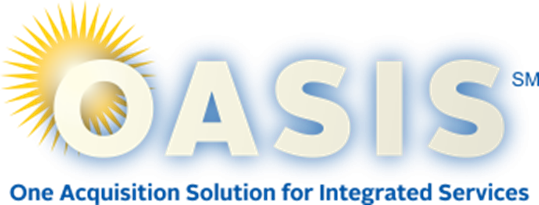 OASIS SM
One Acquisition Solution for Integrated Services